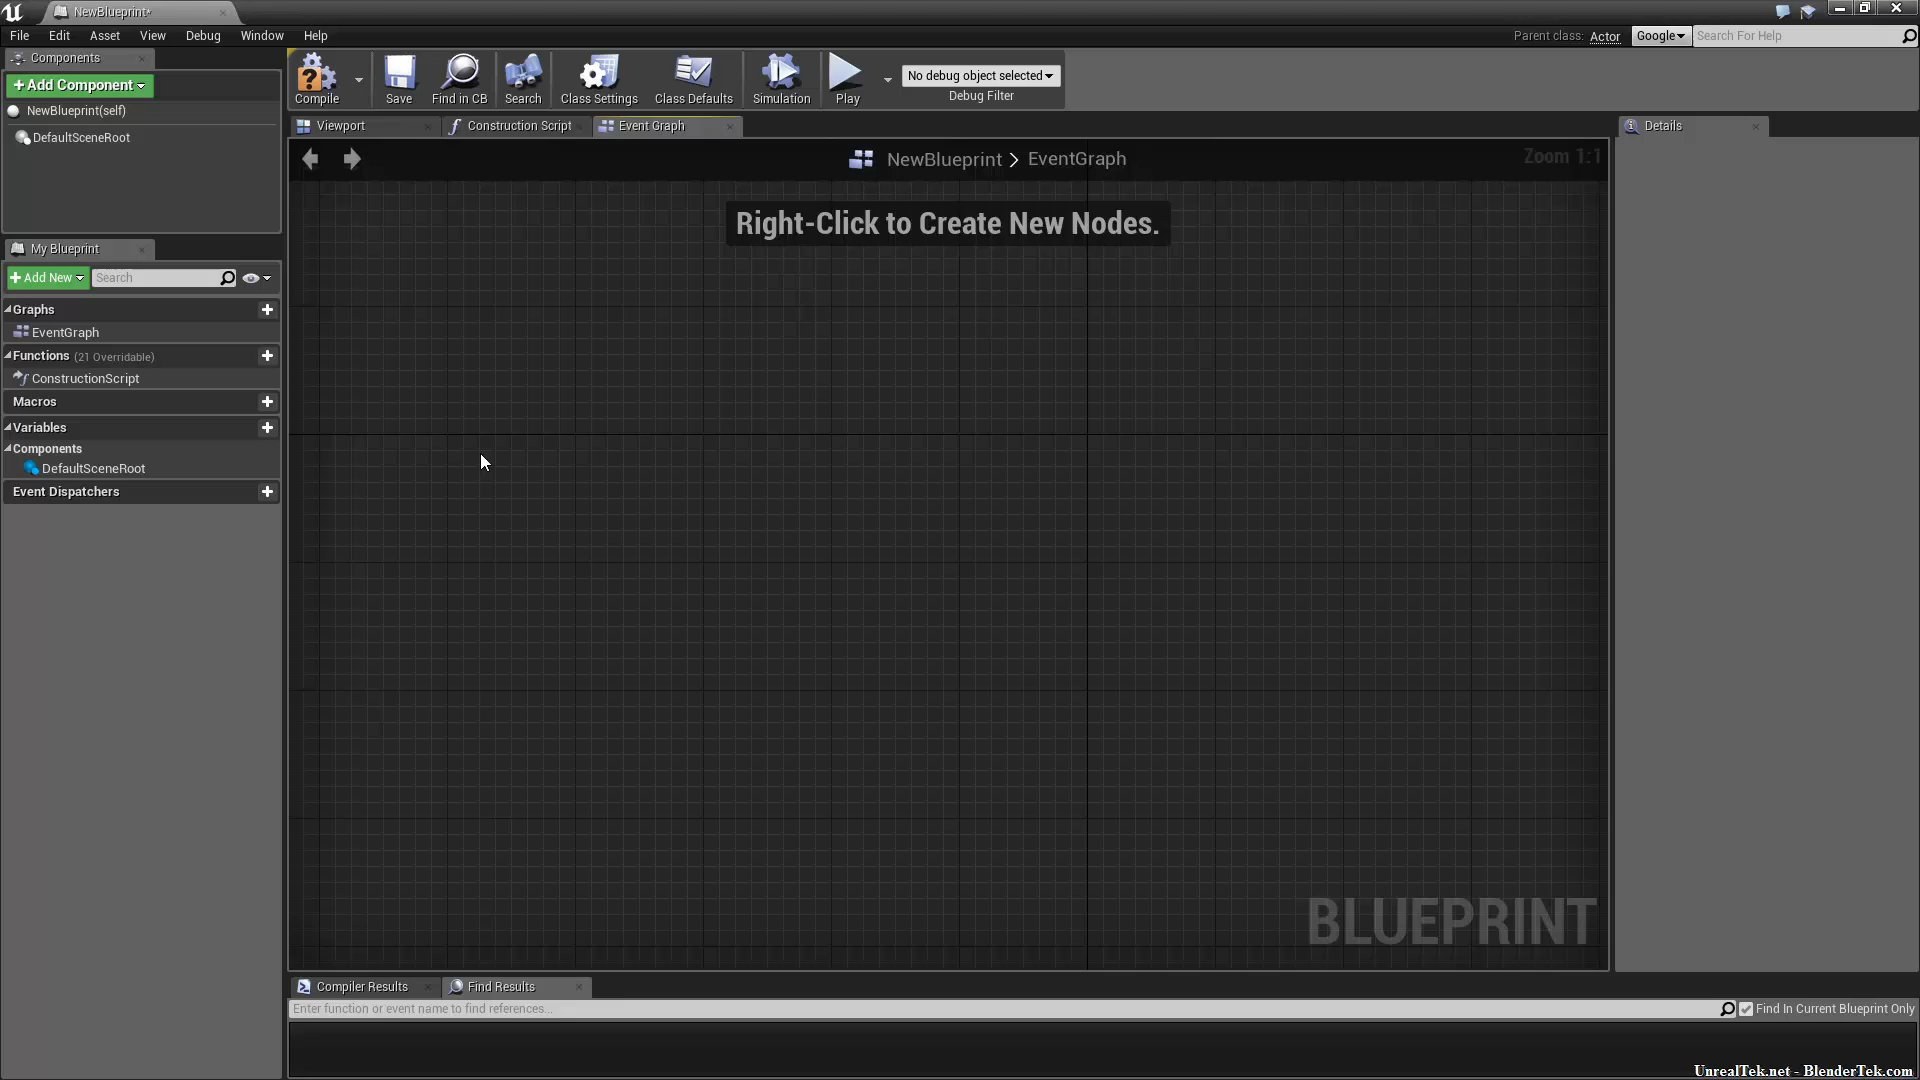 NewBlueprint*
File Edit Asset View Debug Window Help
Parent class: Actor Google Search For Help
Components
+Add Component
NewBlueprint(self)
DefaultSceneRoot
My Blueprint
+Add New Search
Graphs
EventGraph
Functions (21 Overridable)
ConstructionScript
Macros
Variables
Components
DefaultSceneRoot
Event Dispatchers
Compile Save Find in CB Search Class Settings Class Defaults Simulation Play
No debug object selected
Debug Filter
Viewport Construction Script Event Graph
NewBlueprint > EventGraph
Zoom 1:1
Right-Click to Create New Nodes.
BLUEPRINT
Details
Compiler Results Find Results
Enter function or event name to find references...
Find In Current Blueprint Only
UnrealTek.net - BlenderTek.com